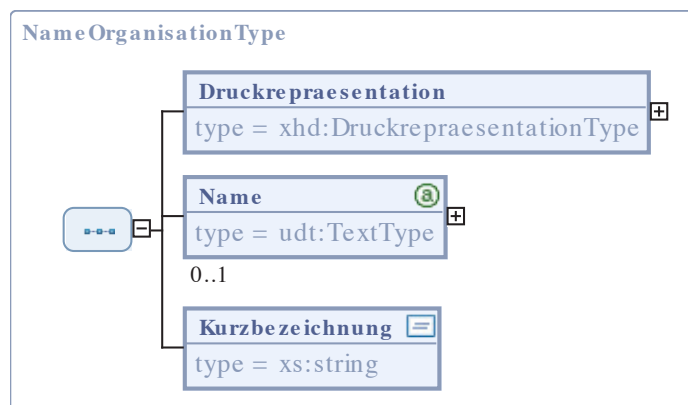 NameOrganisationType
Druckrepraesentation
type = xhd:DruckrepraesentationType
Name
a
type = udt:TextType
0..1
Kurzbezeichnung
type = xs:string